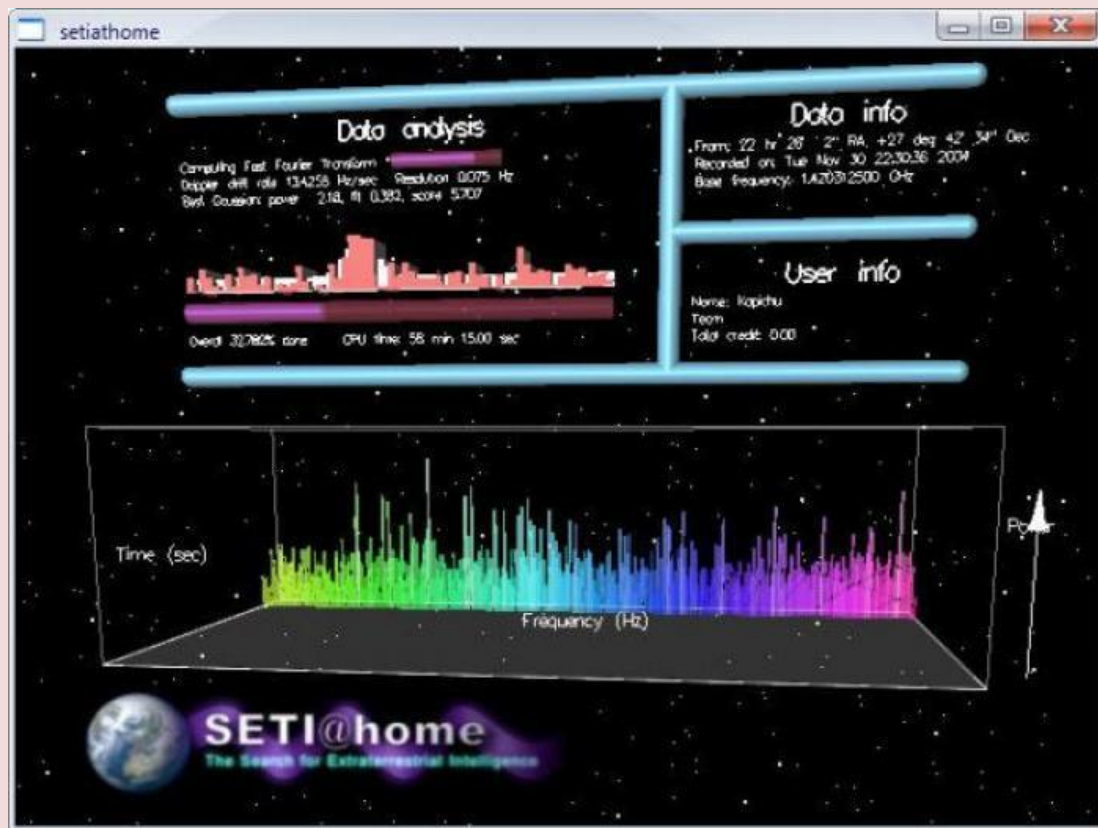 setiathome
Data analysis
Computing Fast Fourier Transform
Doppler drift rate 13.4258 Hz/sec Resolution 0.075 Hz
Best Gaussian: power 2.18, fit 0.392, score 5.707
Overall 32.782% done CPU time: 58 min 15.00 sec
Data info
From: 22 hr 26' 2" RA, +27 deg 42' 34" Dec
Recorded on: Tue Nov 30 22:30:36 2004
Base frequency: 1.420312500 GHz
User info
Name: Kopichu
Team
Total credit: 0.00
Time (sec)
Frequency (Hz)
SETI@home
The Search for Extraterrestrial Intelligence